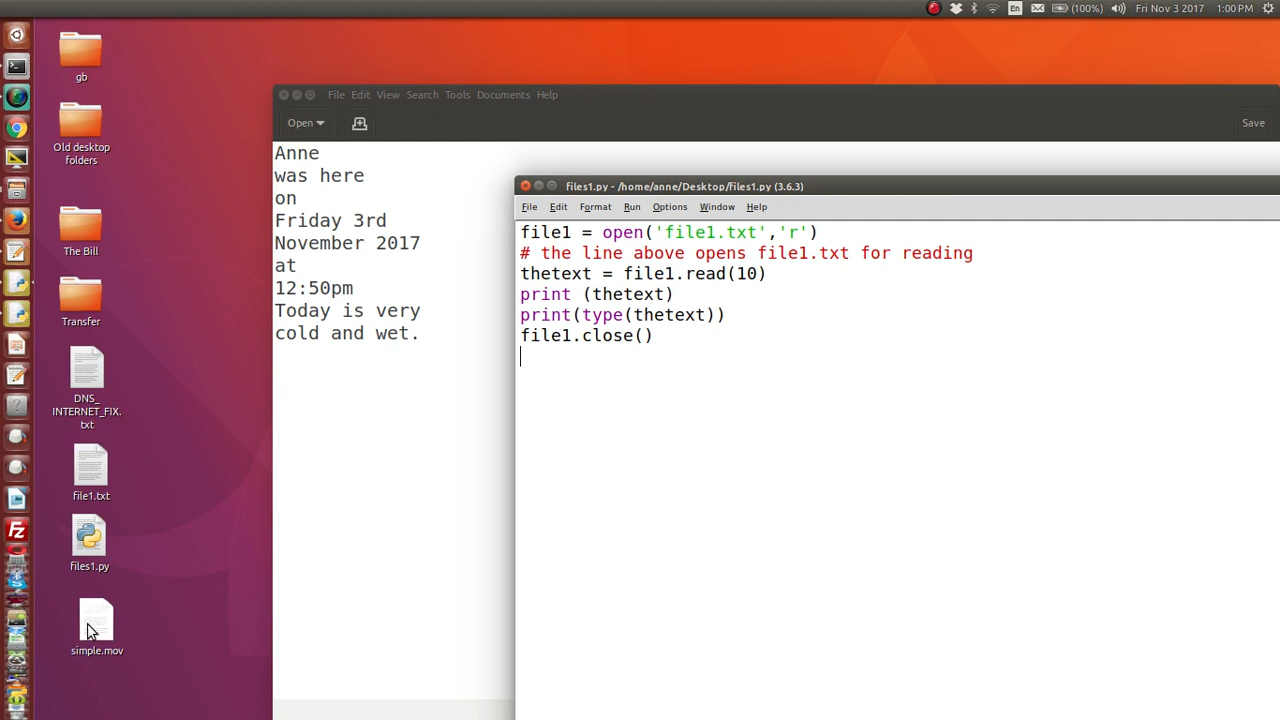 En (100%) Fri Nov 3 2017 1:00 PM
gb
Old desktop
folders
The Bill
Transfer
DNS_
INTERNET_FIX.
txt
file1.txt
files1.py
simple.mov
File Edit View Search Tools Documents Help
Open Save
Anne
was here
on
Friday 3rd
November 2017
at
12:50pm
Today is very
cold and wet.
files1.py - /home/anne/Desktop/files1.py (3.6.3)
File Edit Format Run Options Window Help
file1 = open('file1.txt','r')
# the line above opens file1.txt for reading
thetext = file1.read(10)
print (thetext)
print(type(thetext))
file1.close()
Fz